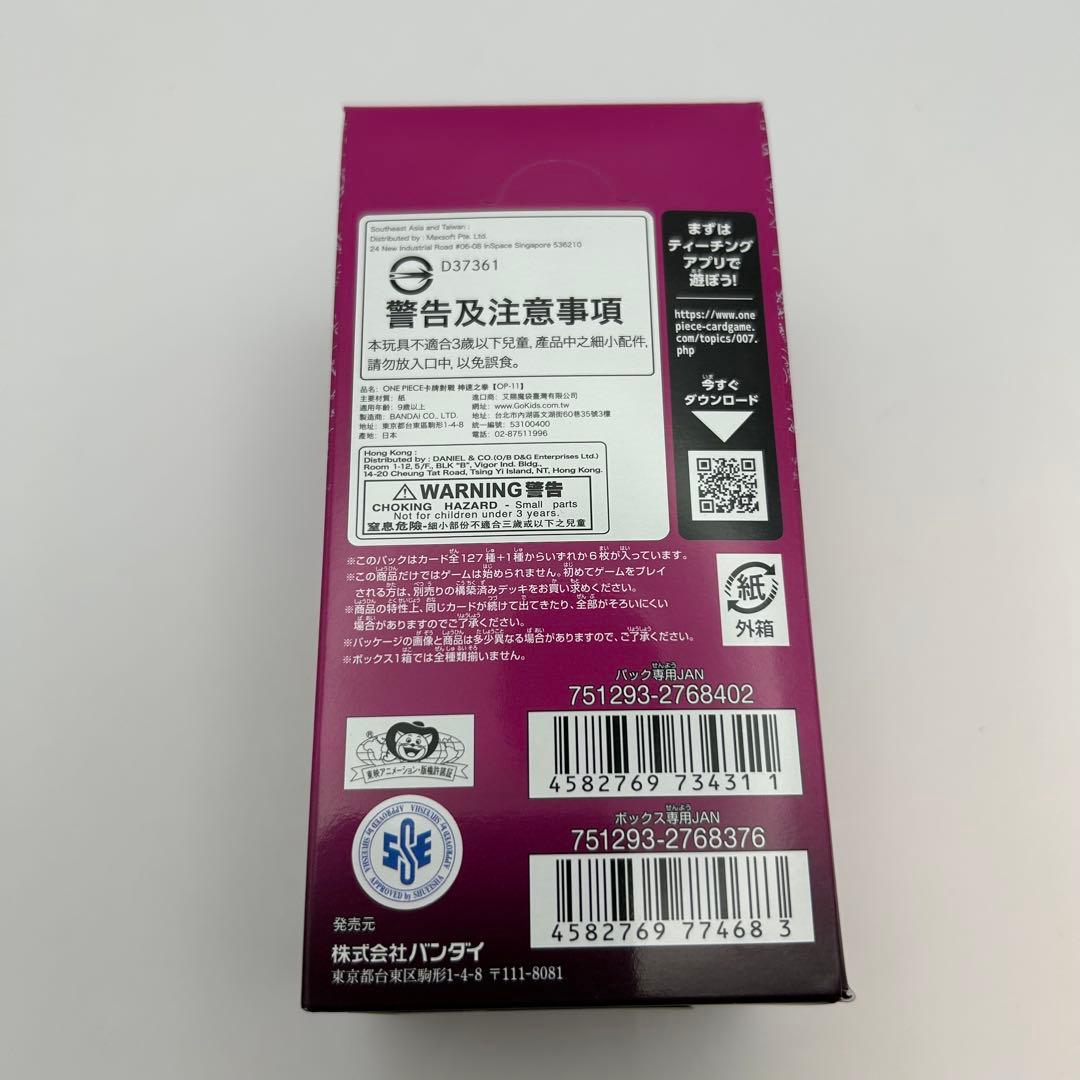 Southeast Asia and Taiwan :
Distributed by : Maxsoft Pte. Ltd.
24 New Industrial Road #06-08 InSpace Singapore 536210
D37361
警告及注意事項
本玩具不適合3歲以下兒童，產品中之細小配件，
請勿放入口中，以免誤食。
品名：ONE PIECE卡牌對戰 神速之拳【OP-11】
主要材質：紙
適用年齡：9歲以上
製造商：BANDAI CO., LTD.
地址：東京都台東區駒形1-4-8
產地：日本
進口商：艾賜魔袋臺灣有限公司
網址：www.GoKids.com.tw
地址：台北市內湖區文湖街60巷35號3樓
統一編號：53100400
電話：02-87511996
Hong Kong :
Distributed by : DANIEL & CO.(O/B D&G Enterprises Ltd.)
Room 1-12, 5/F., BLK "B", Vigor Ind. Bldg.,
14-20 Cheung Tat Road, Tsing Yi Island, NT, Hong Kong.
WARNING 警告
CHOKING HAZARD - Small parts
Not for children under 3 years.
窒息危險-細小部份不適合三歲或以下之兒童
まずは
ティーチング
アプリで
遊ぼう!
https://www.one
piece-cardgame.
com/topics/007.
php
今すぐ
ダウンロード
※このパックはカード全127種+1種からいずれか6枚が入っています。
※この商品だけではゲームは始められません。初めてゲームをプレイ
される方は、別売りの構築済みデッキをお買い求めください。
※商品の特性上、同じカードが続けて出てきたり、全部がそろいにくい
場合がありますのでご了承ください。
※パッケージの画像と商品は多少異なる場合がありますので、ご了承ください。
※ボックス1箱では全種類揃いません。
紙
外箱
パック専用JAN
751293-2768402
4582769 73431 1
ボックス専用JAN
751293-2768376
4582769 77468 3
®
東映アニメーション・版権許諾証
APPROVED by SHUEISHA
APPROVED by SHUEISHA
APPROVED by SHUEISHA
SSE
発売元
株式会社バンダイ
東京都台東区駒形1-4-8 〒111-8081